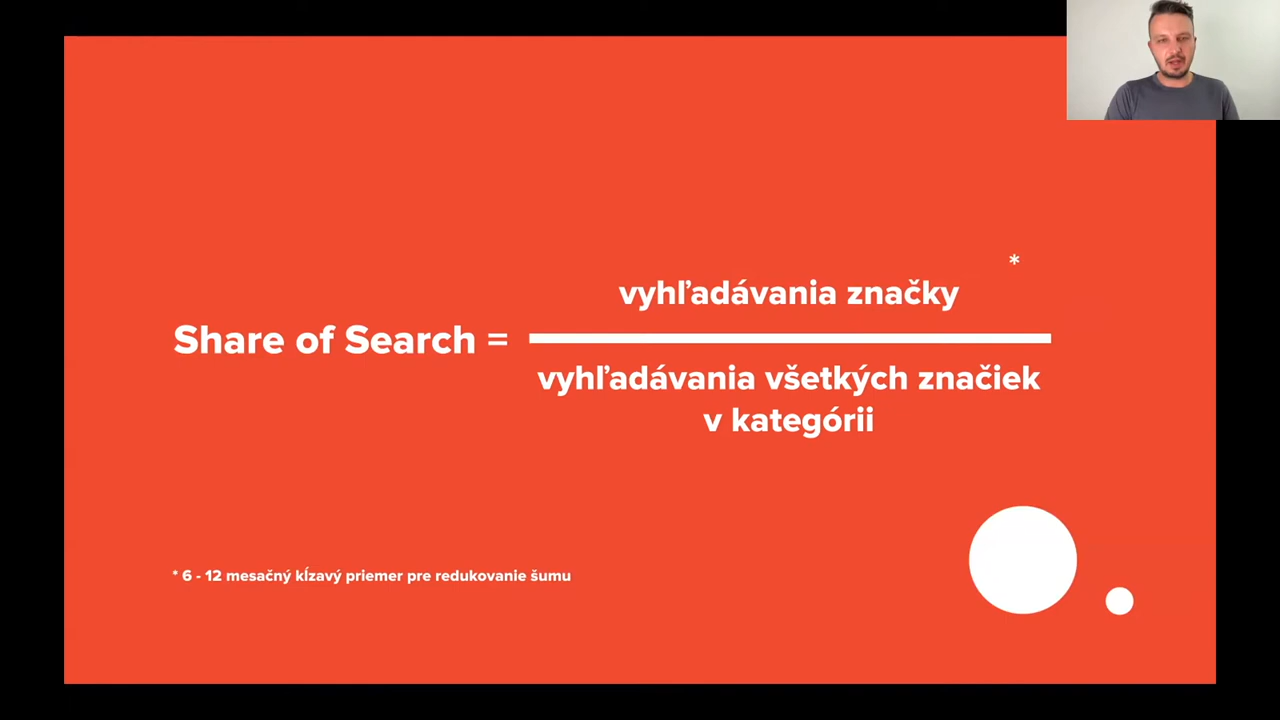 *
vyhľadávania značky
Share of Search =
vyhľadávania všetkých značiek
v kategórii
* 6 - 12 mesačný kĺzavý priemer pre redukovanie šumu